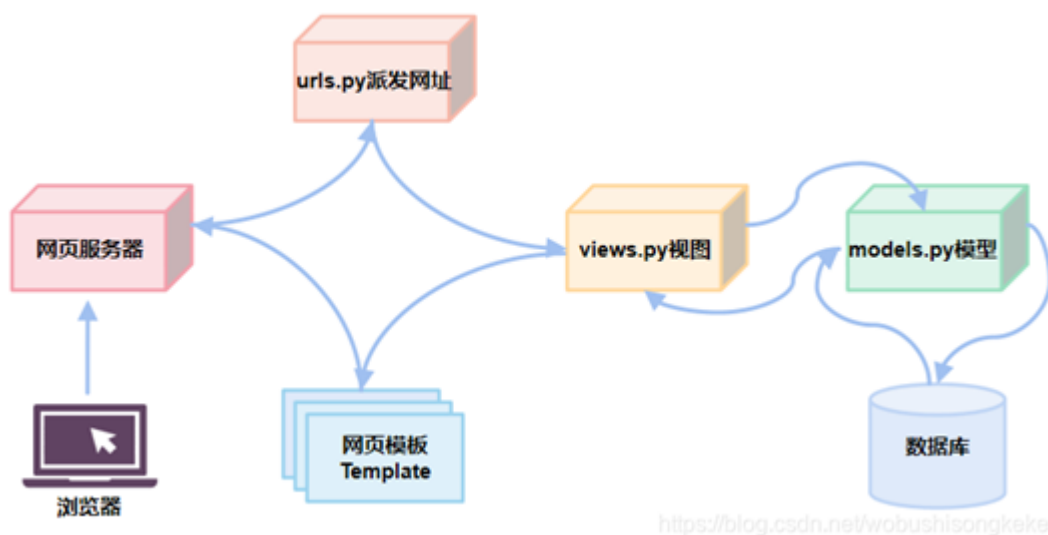 urls.py派发网址
网页服务器
views.py视图
models.py模型
网页模板
Template
数据库
浏览器
https://blog.csdn.net/wobushisongkeke